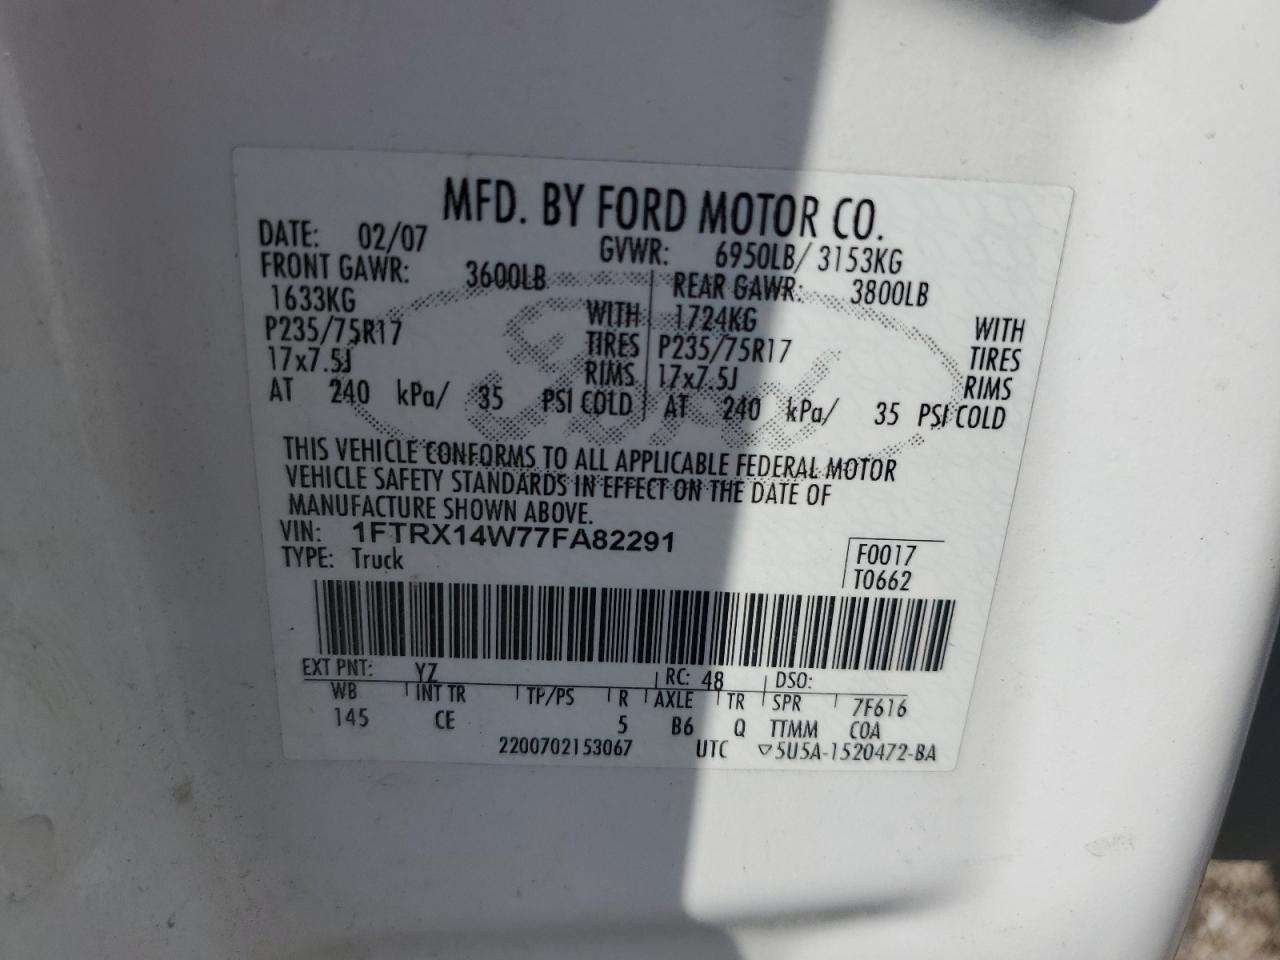 MFD. BY FORD MOTOR CO.
DATE: 02/07 GVWR: 6950LB/ 3153KG
FRONT GAWR: 3600LB REAR GAWR: 3800LB
1633KG WITH 1724KG WITH
P235/75R17 TIRES P235/75R17 TIRES
17x7.5J RIMS 17x7.5J RIMS
AT 240 kPa/ 35 PSI COLD AT 240 kPa/ 35 PSI COLD
Ford
THIS VEHICLE CONFORMS TO ALL APPLICABLE FEDERAL MOTOR
VEHICLE SAFETY STANDARDS IN EFFECT ON THE DATE OF
MANUFACTURE SHOWN ABOVE.
VIN: 1FTRX14W77FA82291
TYPE: Truck
F0017
T0662
EXT PNT: YZ RC: 48 DSO:
WB INT TR TP/PS R AXLE TR SPR 7F616
145 CE 5 B6 Q TTMM COA
2200702153067 UTC ▽5U5A-1520472-BA